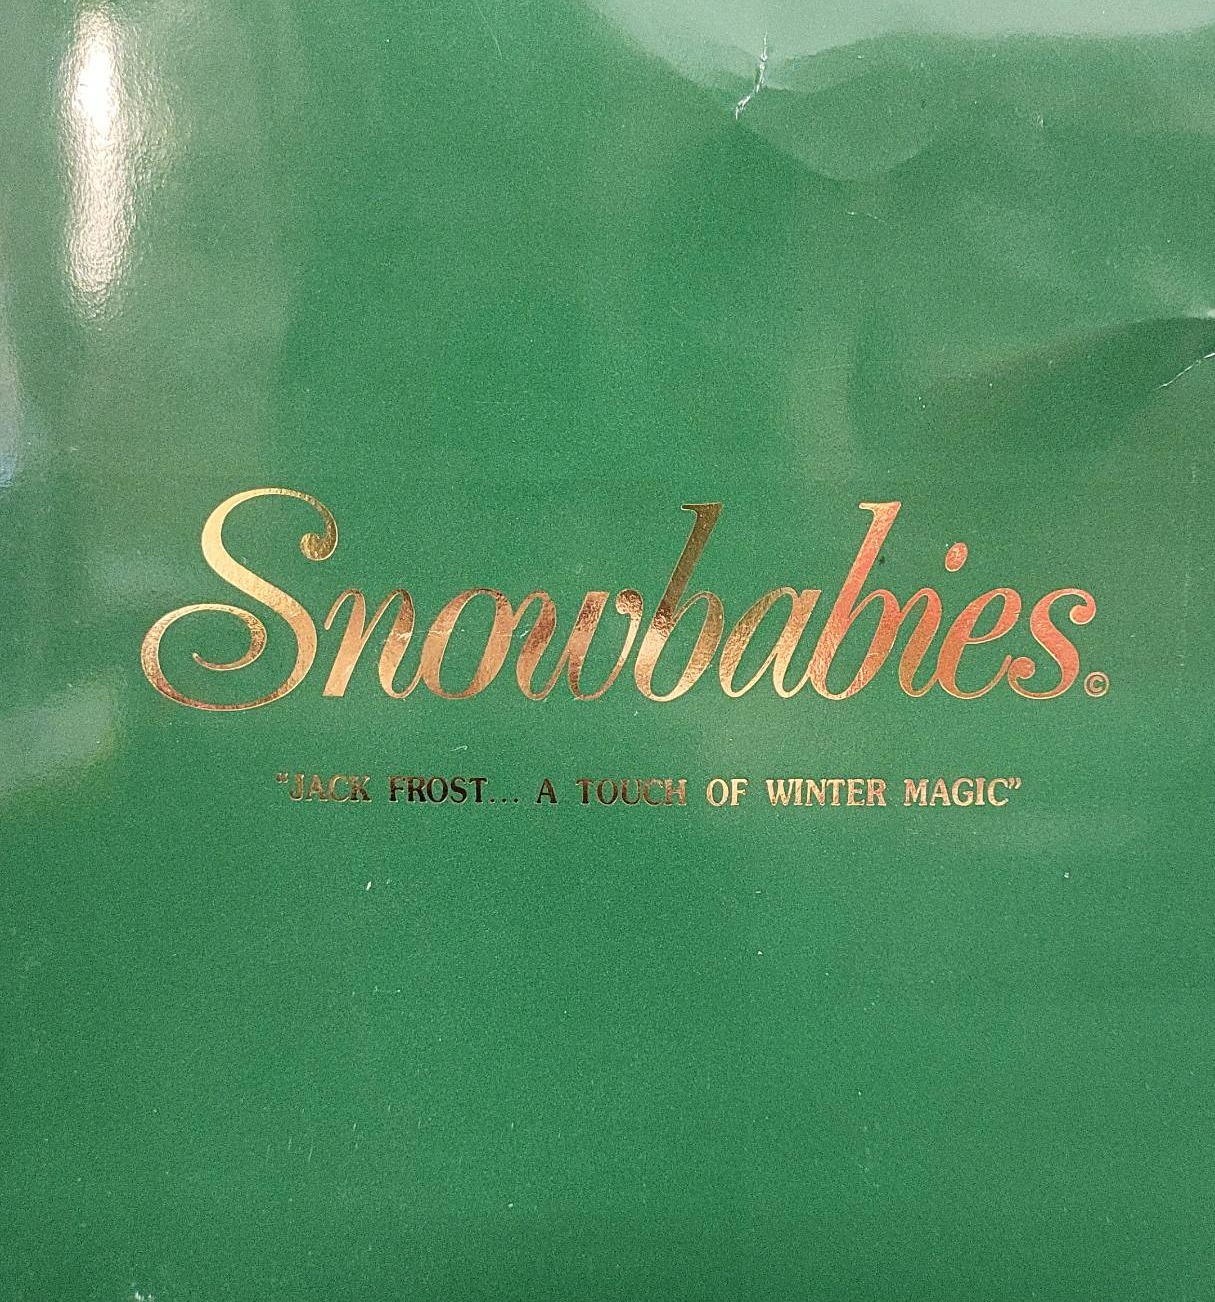 Snowbabies©
“JACK FROST... A TOUCH OF WINTER MAGIC”